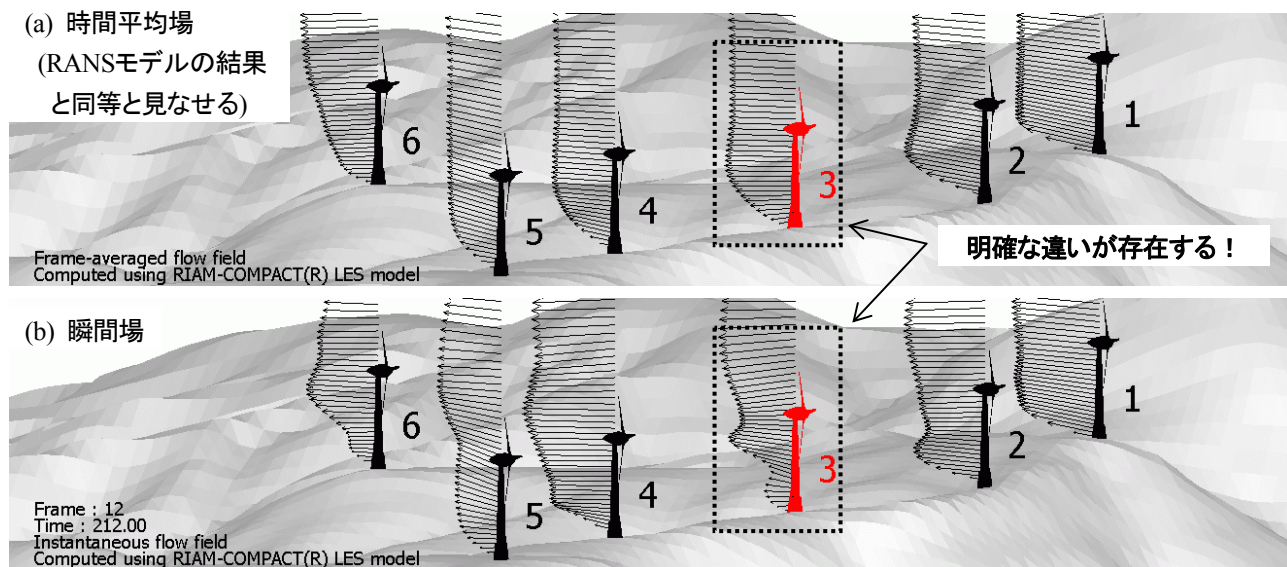 (a) 時間平均場
(RANSモデルの結果
と同等と見なせる)
6
5
4
3
2
1
Frame-averaged flow field
Computed using RIAM-COMPACT(R) LES model
明確な違いが存在する！
(b) 瞬間場
6
5
4
3
2
1
Frame : 12
Time : 212.00
Instantaneous flow field
Computed using RIAM-COMPACT(R) LES model